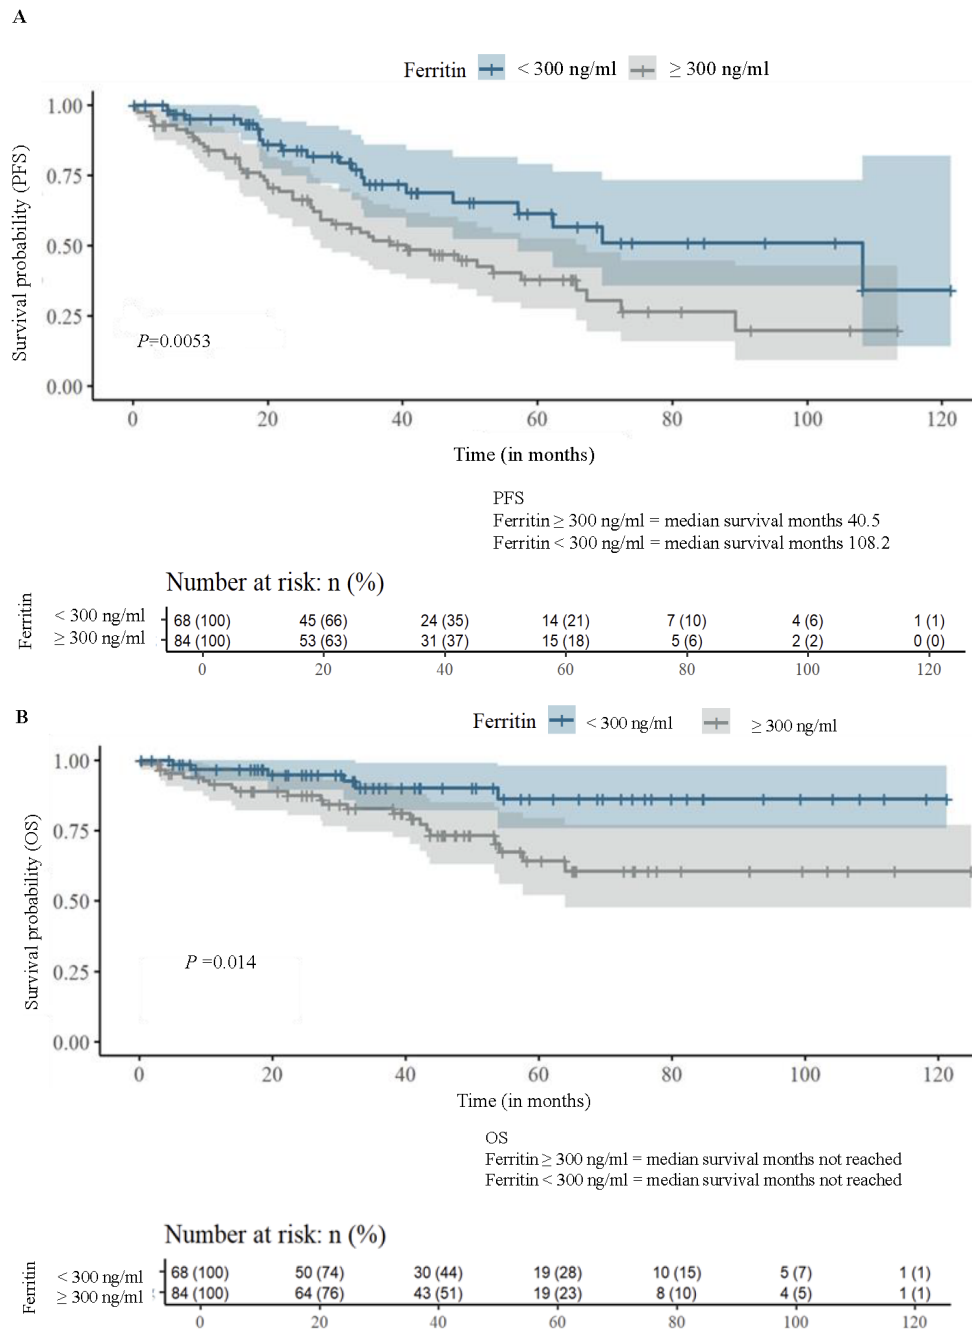 A
Ferritin < 300 ng/ml ≥ 300 ng/ml
Survival probability (PFS)
1.00
0.75
0.50
0.25
0.00
P=0.0053
0 20 40 60 80 100 120
Time (in months)
PFS
Ferritin ≥ 300 ng/ml = median survival months 40.5
Ferritin < 300 ng/ml = median survival months 108.2
Number at risk: n (%)
Ferritin
< 300 ng/ml 68 (100) 45 (66) 24 (35) 14 (21) 7 (10) 4 (6) 1 (1)
≥ 300 ng/ml 84 (100) 53 (63) 31 (37) 15 (18) 5 (6) 2 (2) 0 (0)
0 20 40 60 80 100 120
B
Ferritin < 300 ng/ml ≥ 300 ng/ml
Survival probability (OS)
1.00
0.75
0.50
0.25
0.00
P =0.014
0 20 40 60 80 100 120
Time (in months)
OS
Ferritin ≥ 300 ng/ml = median survival months not reached
Ferritin < 300 ng/ml = median survival months not reached
Number at risk: n (%)
Ferritin
< 300 ng/ml 68 (100) 50 (74) 30 (44) 19 (28) 10 (15) 5 (7) 1 (1)
≥ 300 ng/ml 84 (100) 64 (76) 43 (51) 19 (23) 8 (10) 4 (5) 1 (1)
0 20 40 60 80 100 120